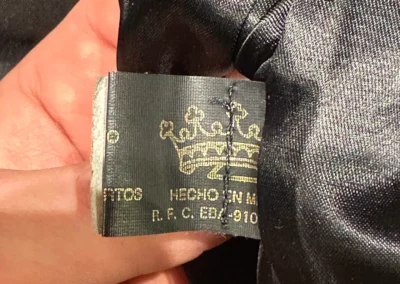 HECHO EN M
R. F. C. EBA-910